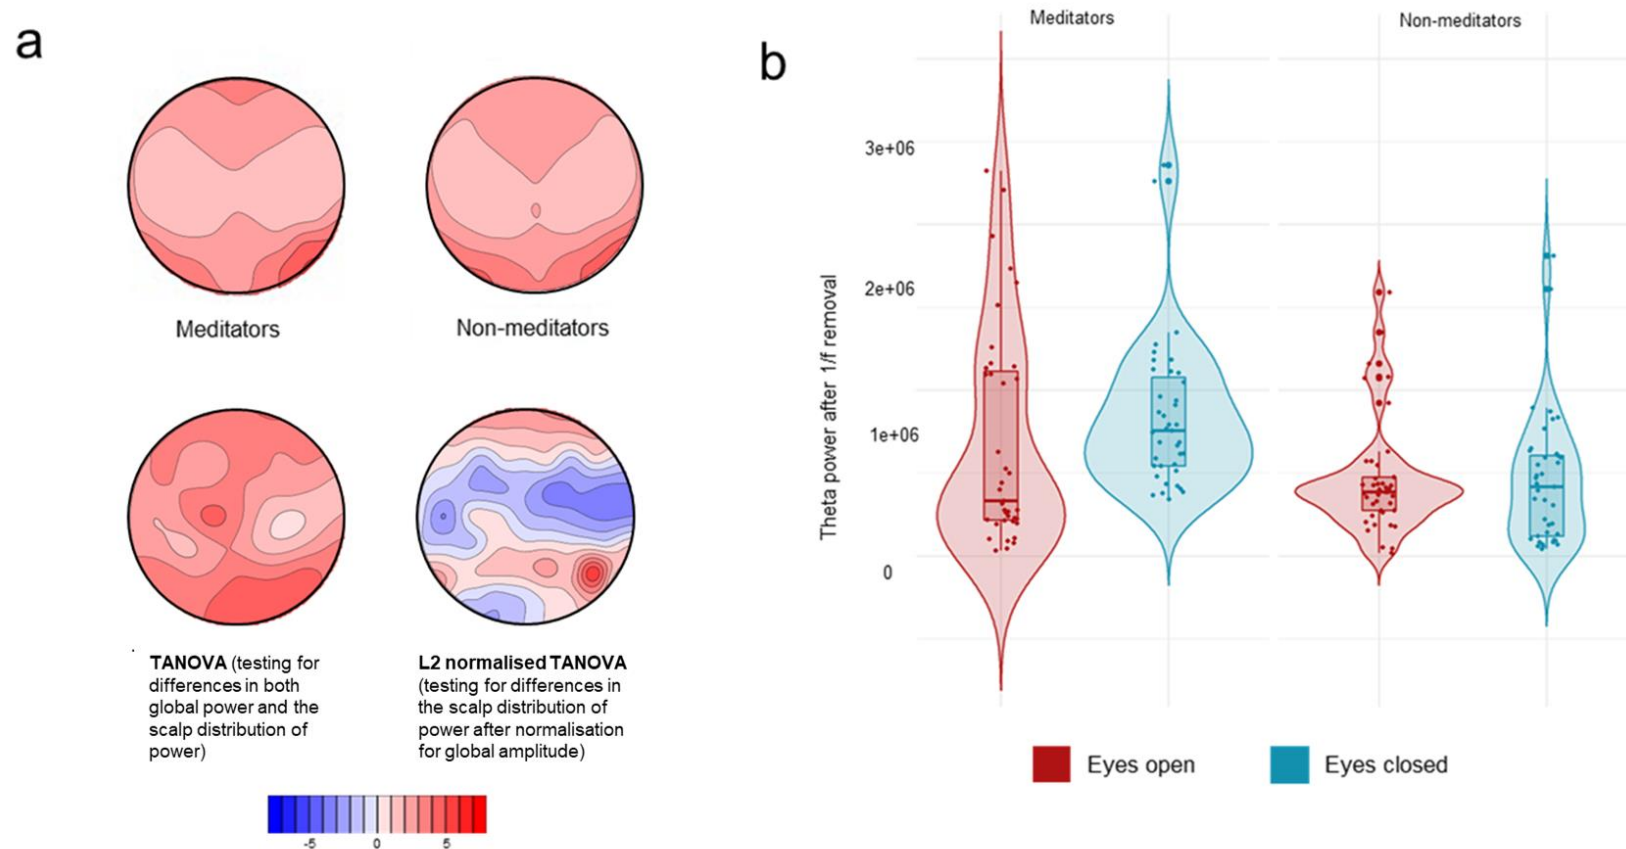 a
Meditators
Non-meditators
TANOVA (testing for
differences in both
global power and the
scalp distribution of
power)
L2 normalised TANOVA
(testing for differences in
the scalp distribution of
power after normalisation
for global amplitude)
-5
0
5
b
Meditators
Non-meditators
Theta power after 1/f removal
3e+06
2e+06
1e+06
0
Eyes open
Eyes closed